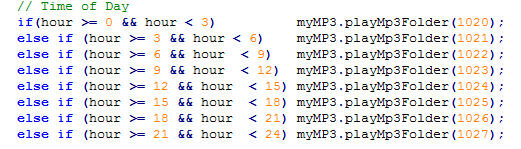 // Time of Day
if(hour >= 0 && hour < 3) myMP3.playMp3Folder(1020);
else if (hour >= 3 && hour < 6) myMP3.playMp3Folder(1021);
else if (hour >= 6 && hour < 9) myMP3.playMp3Folder(1022);
else if (hour >= 9 && hour < 12) myMP3.playMp3Folder(1023);
else if (hour >= 12 && hour < 15) myMP3.playMp3Folder(1024);
else if (hour >= 15 && hour < 18) myMP3.playMp3Folder(1025);
else if (hour >= 18 && hour < 21) myMP3.playMp3Folder(1026);
else if (hour >= 21 && hour < 24) myMP3.playMp3Folder(1027);